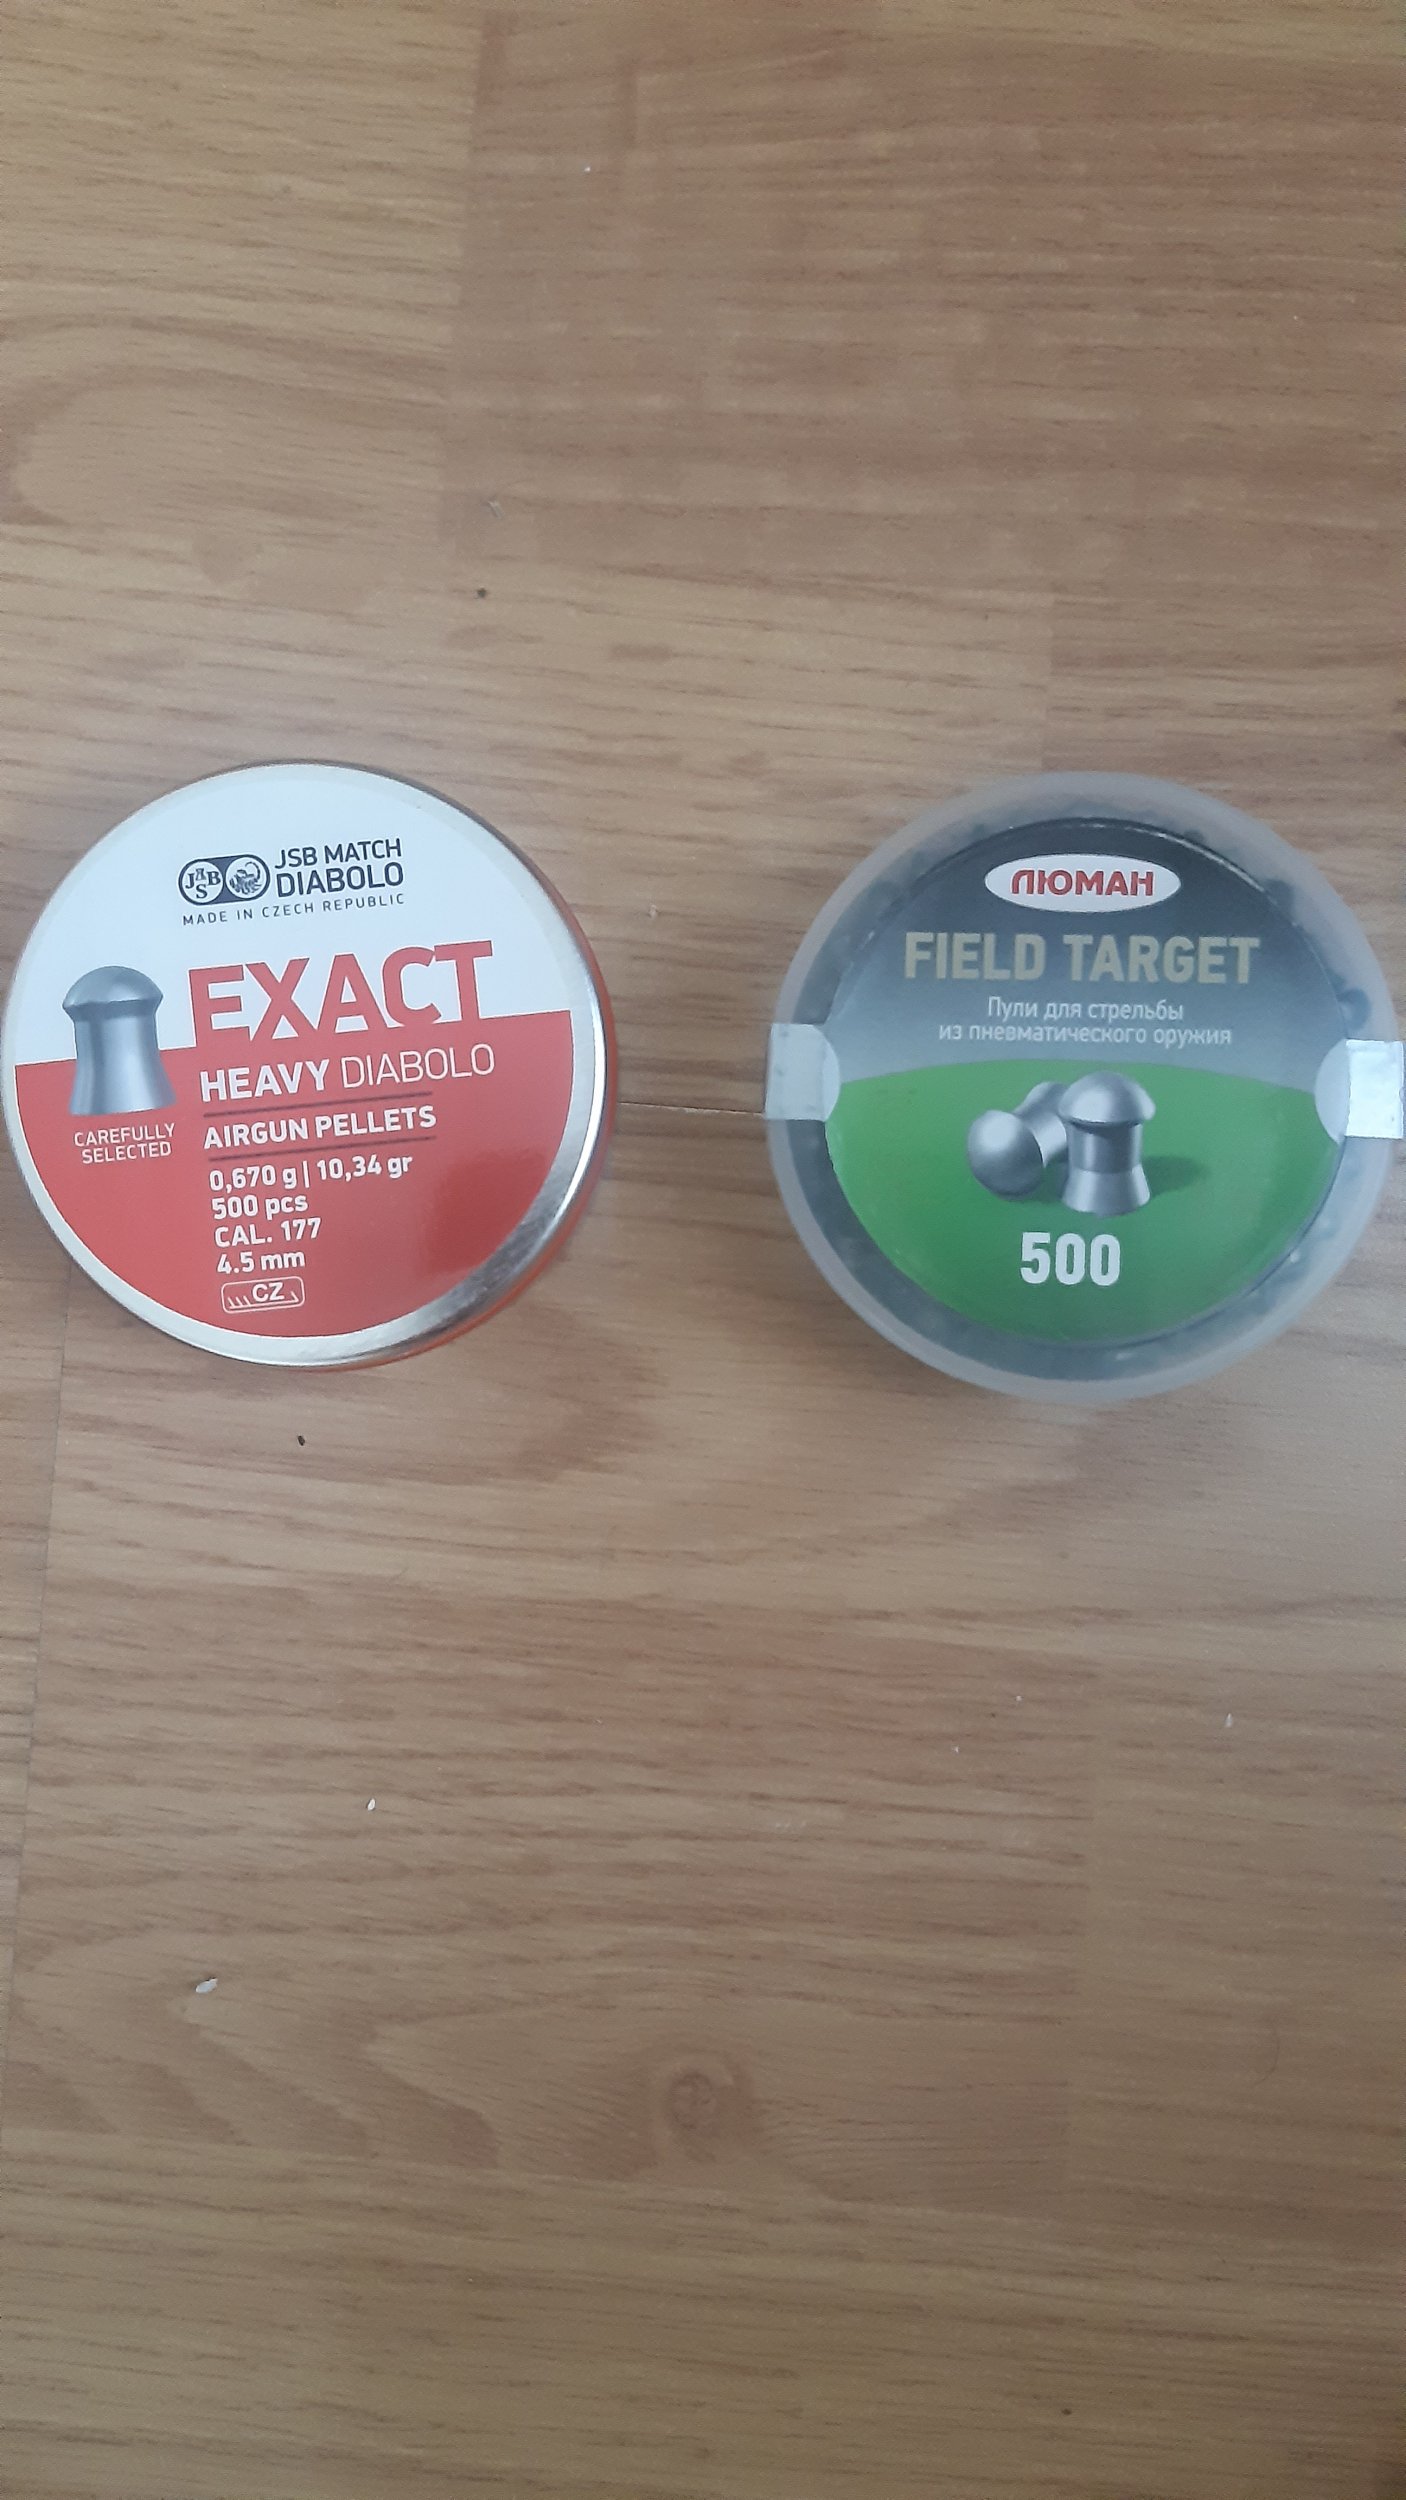 JSB
JSB MATCH
DIABOLO
MADE IN CZECH REPUBLIC
EXACT
HEAVY DIABOLO
AIRGUN PELLETS
CAREFULLY
SELECTED
0,670 g | 10,34 gr
500 pcs
CAL. 177
4.5 mm
CZ
ЛЮМАН
FIELD TARGET
Пули для стрельбы
из пневматического оружия
500